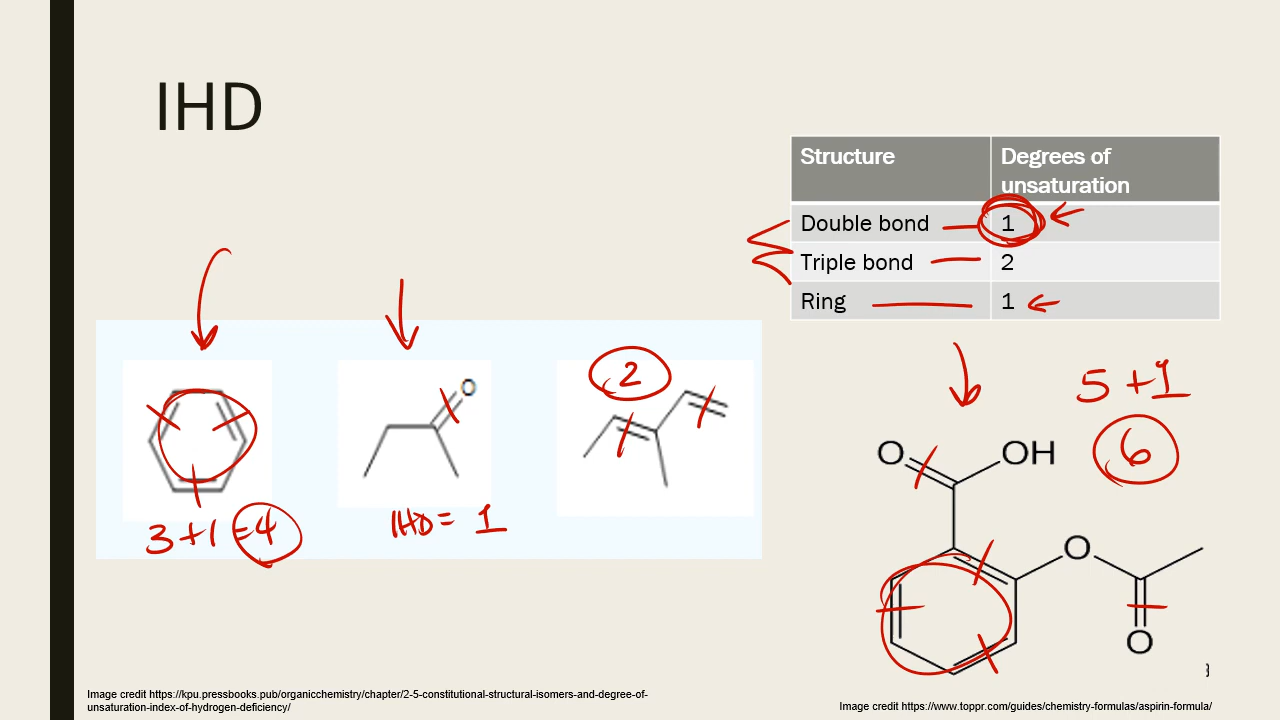 IHD
Structure Degrees of
unsaturation
Double bond 1
Triple bond 2
Ring 1
O
3+1=4
IHD = 1
2
5+1
6
O OH
O
O
Image credit https://kpu.pressbooks.pub/organicchemistry/chapter/2-5-constitutional-structural-isomers-and-degree-of-
unsaturation-index-of-hydrogen-deficiency/
Image credit https://www.toppr.com/guides/chemistry-formulas/aspirin-formula/